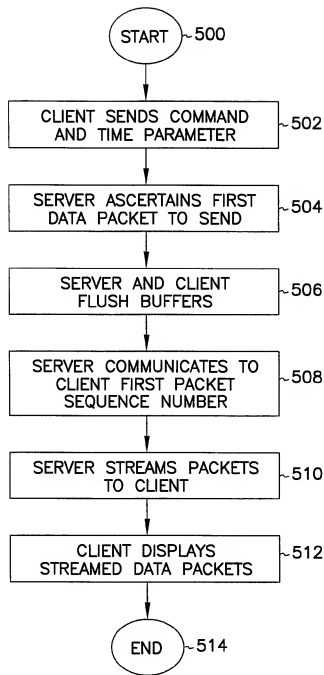 START 500
CLIENT SENDS COMMAND
AND TIME PARAMETER 502
SERVER ASCERTAINS FIRST
DATA PACKET TO SEND 504
SERVER AND CLIENT
FLUSH BUFFERS 506
SERVER COMMUNICATES TO
CLIENT FIRST PACKET
SEQUENCE NUMBER 508
SERVER STREAMS PACKETS
TO CLIENT 510
CLIENT DISPLAYS
STREAMED DATA PACKETS 512
END 514